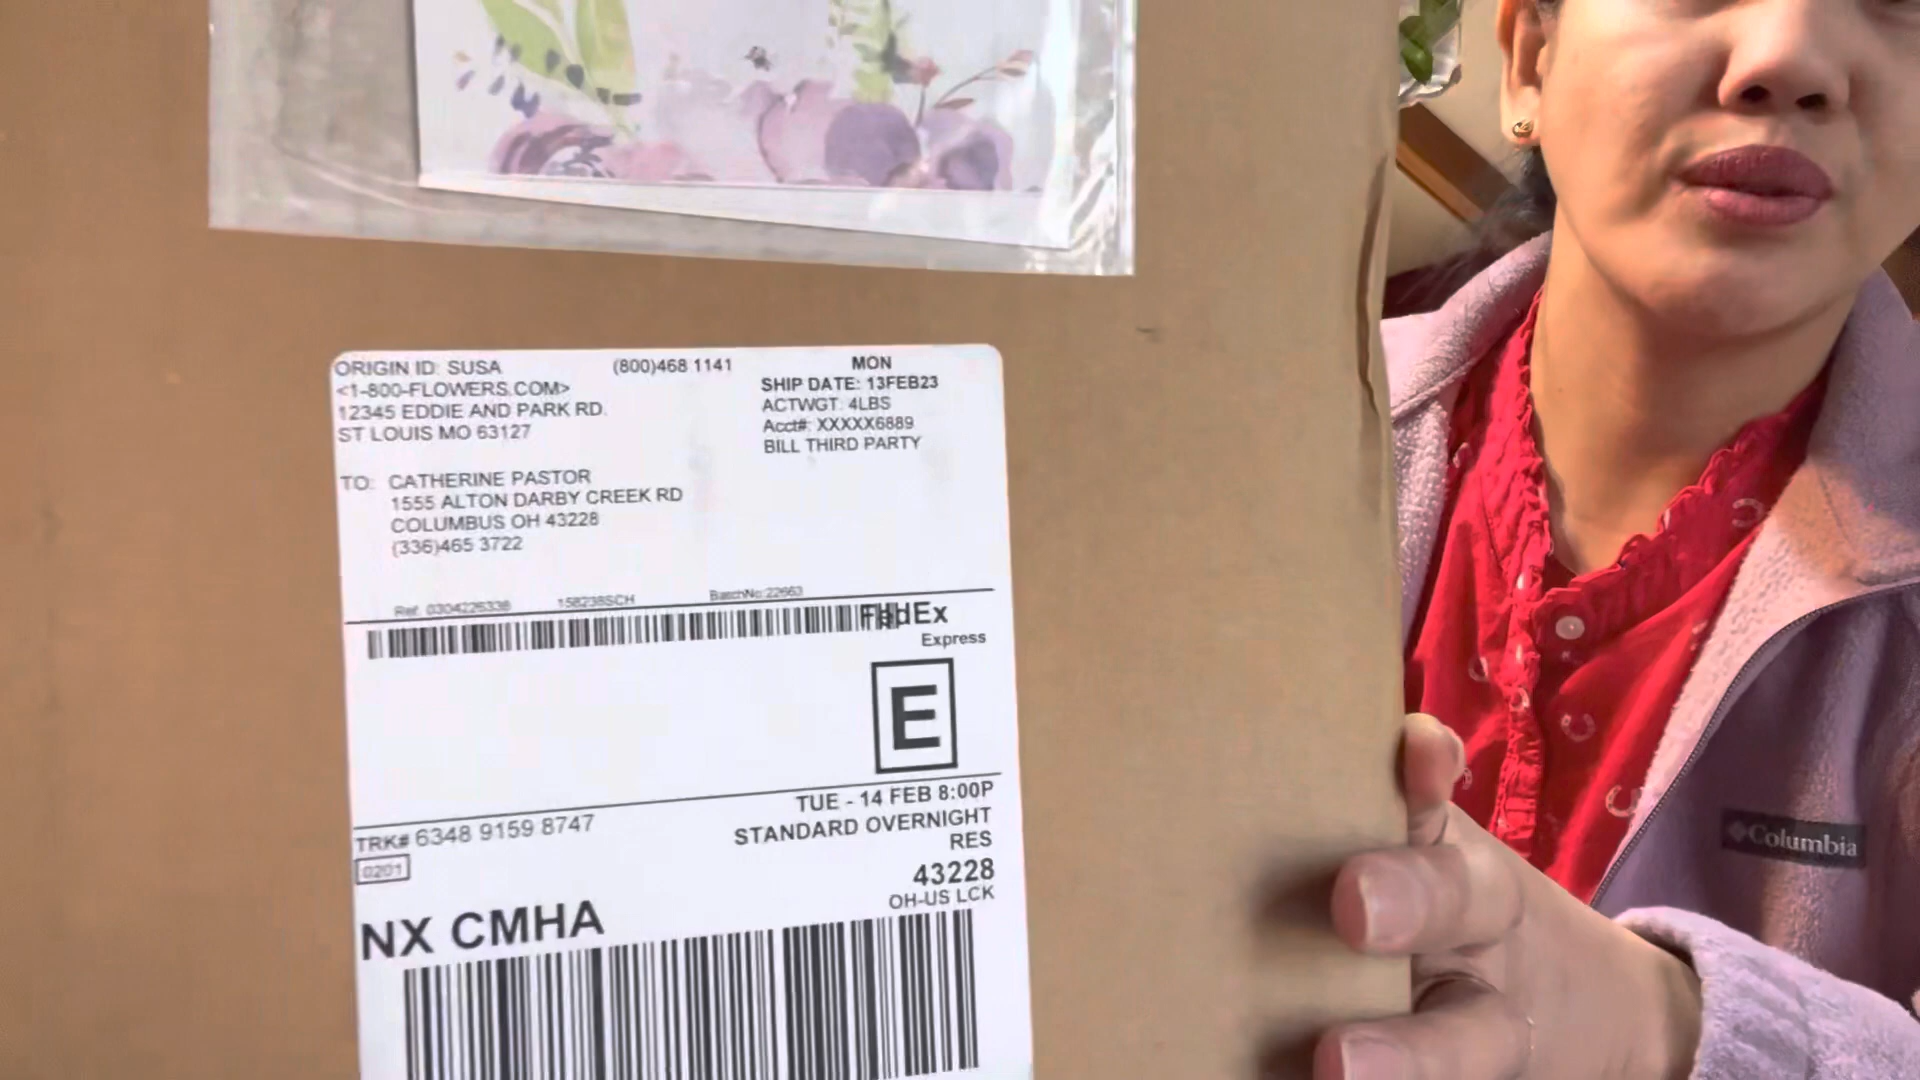 ORIGIN ID: SUSA (800)468 1141
<1-800-FLOWERS.COM>
12345 EDDIE AND PARK RD.
ST LOUIS MO 63127
MON
SHIP DATE: 13FEB23
ACTWGT: 4LBS
Acct#: XXXXX6889
BILL THIRD PARTY
TO: CATHERINE PASTOR
1555 ALTON DARBY CREEK RD
COLUMBUS OH 43228
(336)465 3722
Ref. 0304226336 158238SCH BatchNo:22663
FedEx
Express
E
TUE - 14 FEB 8:00P
STANDARD OVERNIGHT
RES
TRK# 6348 9159 8747
0201
43228
OH-US LCK
NX CMHA
Columbia